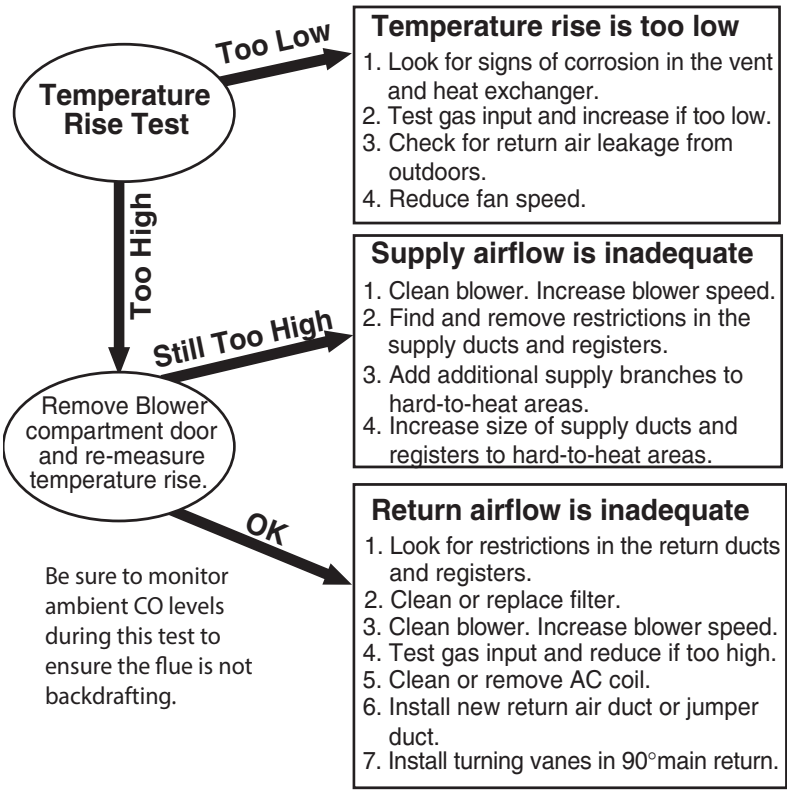 Temperature
Rise Test
Too Low
Temperature rise is too low
1. Look for signs of corrosion in the vent
and heat exchanger.
2. Test gas input and increase if too low.
3. Check for return air leakage from
outdoors.
4. Reduce fan speed.
Too High
Supply airflow is inadequate
1. Clean blower. Increase blower speed.
2. Find and remove restrictions in the
supply ducts and registers.
3. Add additional supply branches to
hard-to-heat areas.
4. Increase size of supply ducts and
registers to hard-to-heat areas.
Still Too High
Remove Blower
compartment door
and re-measure
temperature rise.
OK
Return airflow is inadequate
1. Look for restrictions in the return ducts
and registers.
2. Clean or replace filter.
3. Clean blower. Increase blower speed.
4. Test gas input and reduce if too high.
5. Clean or remove AC coil.
6. Install new return air duct or jumper
duct.
7. Install turning vanes in 90°main return.
Be sure to monitor
ambient CO levels
during this test to
ensure the flue is not
backdrafting.